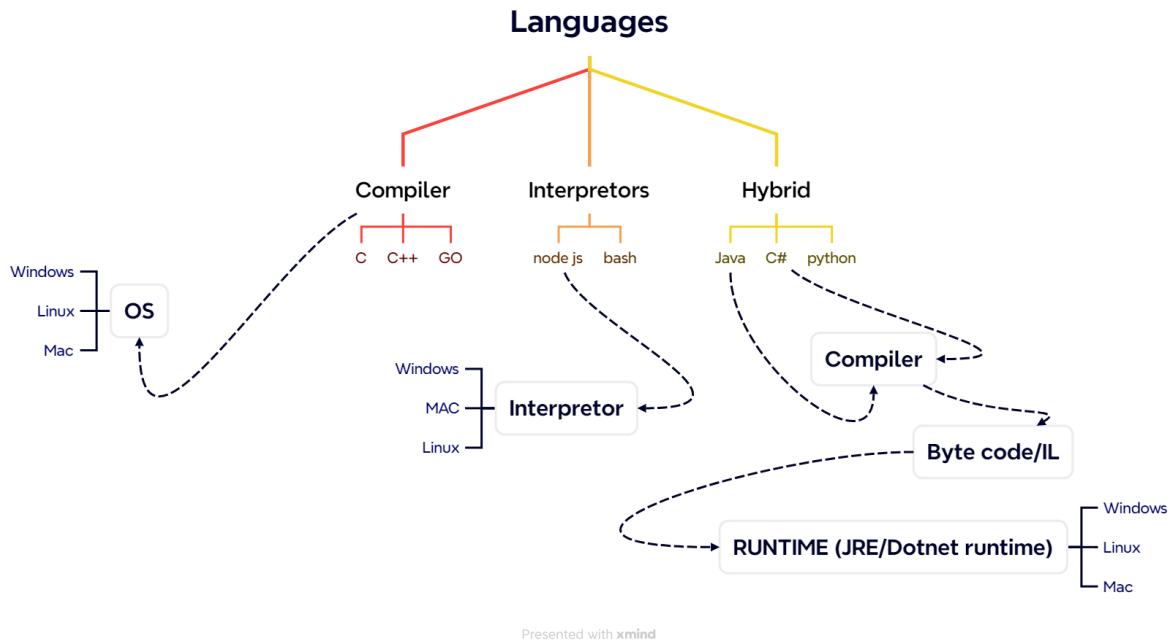 Languages
Compiler
Interpretors
Hybrid
C
C++
GO
node js
bash
Java
C#
python
Windows
Linux
Mac
OS
Compiler
Windows
MAC
Linux
Interpretor
Byte code/IL
RUNTIME (JRE/Dotnet runtime)
Windows
Linux
Mac
Presented with xmind